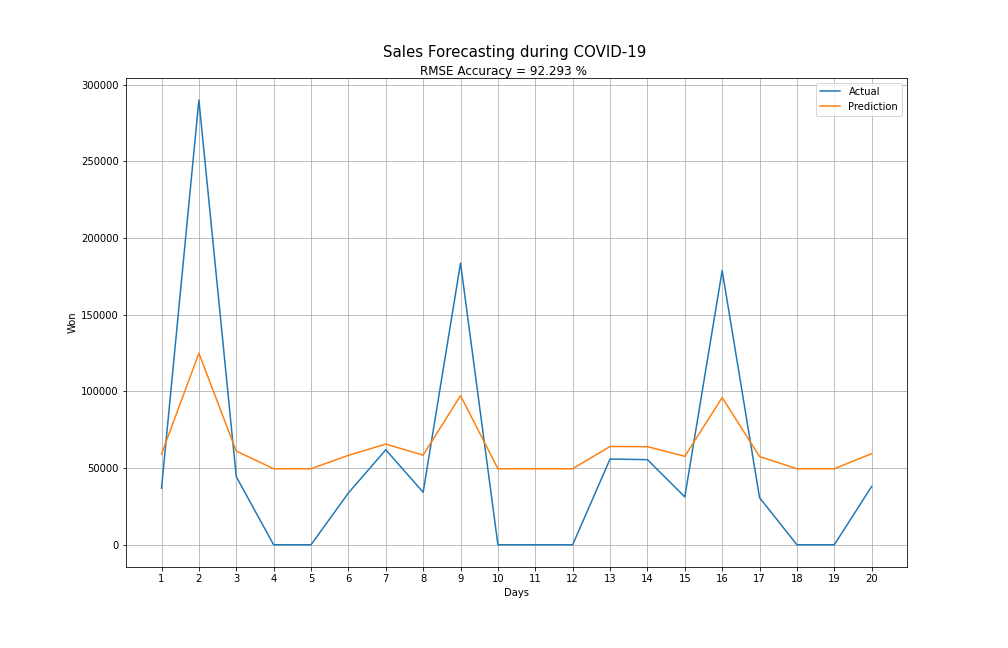 Sales Forecasting during COVID-19
RMSE Accuracy = 92.293 %
Actual
Prediction
300000
250000
200000
150000
100000
50000
0
Won
1 2 3 4 5 6 7 8 9 10 11 12 13 14 15 16 17 18 19 20
Days